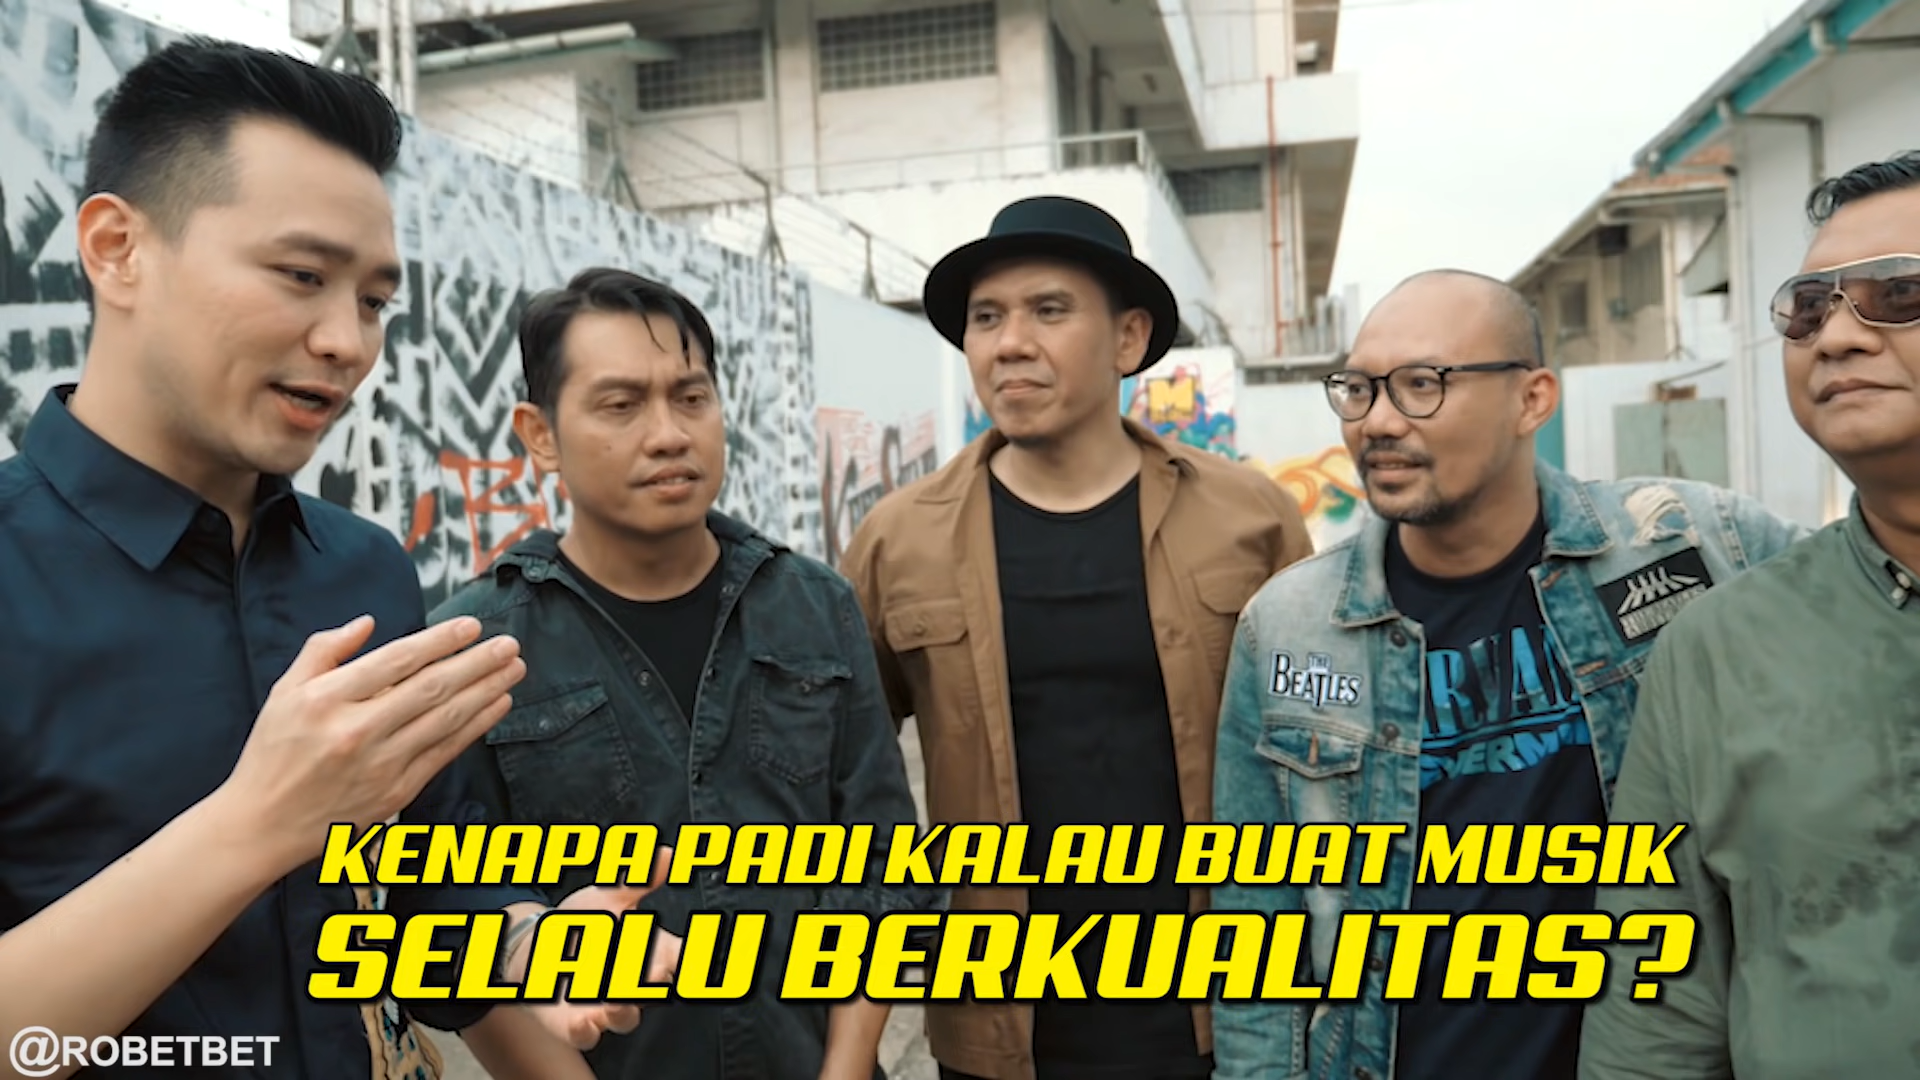 KENAPA PADI KALAU BUAT MUSIK
SELALU BERKUALITAS?
THE
BEATLES
@ROBETBET